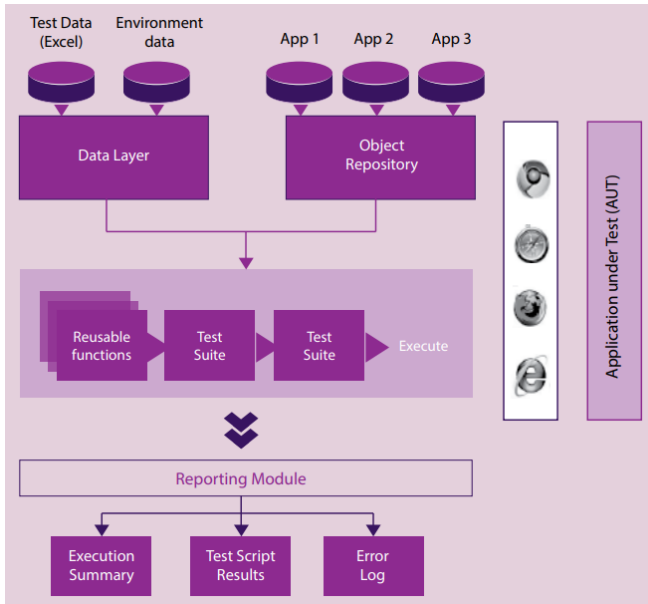 Test Data
(Excel)
Environment
data
App 1
App 2
App 3
Data Layer
Object
Repository
Application under Test (AUT)
Reusable
functions
Test
Suite
Test
Suite
Execute
Reporting Module
Execution
Summary
Test Script
Results
Error
Log